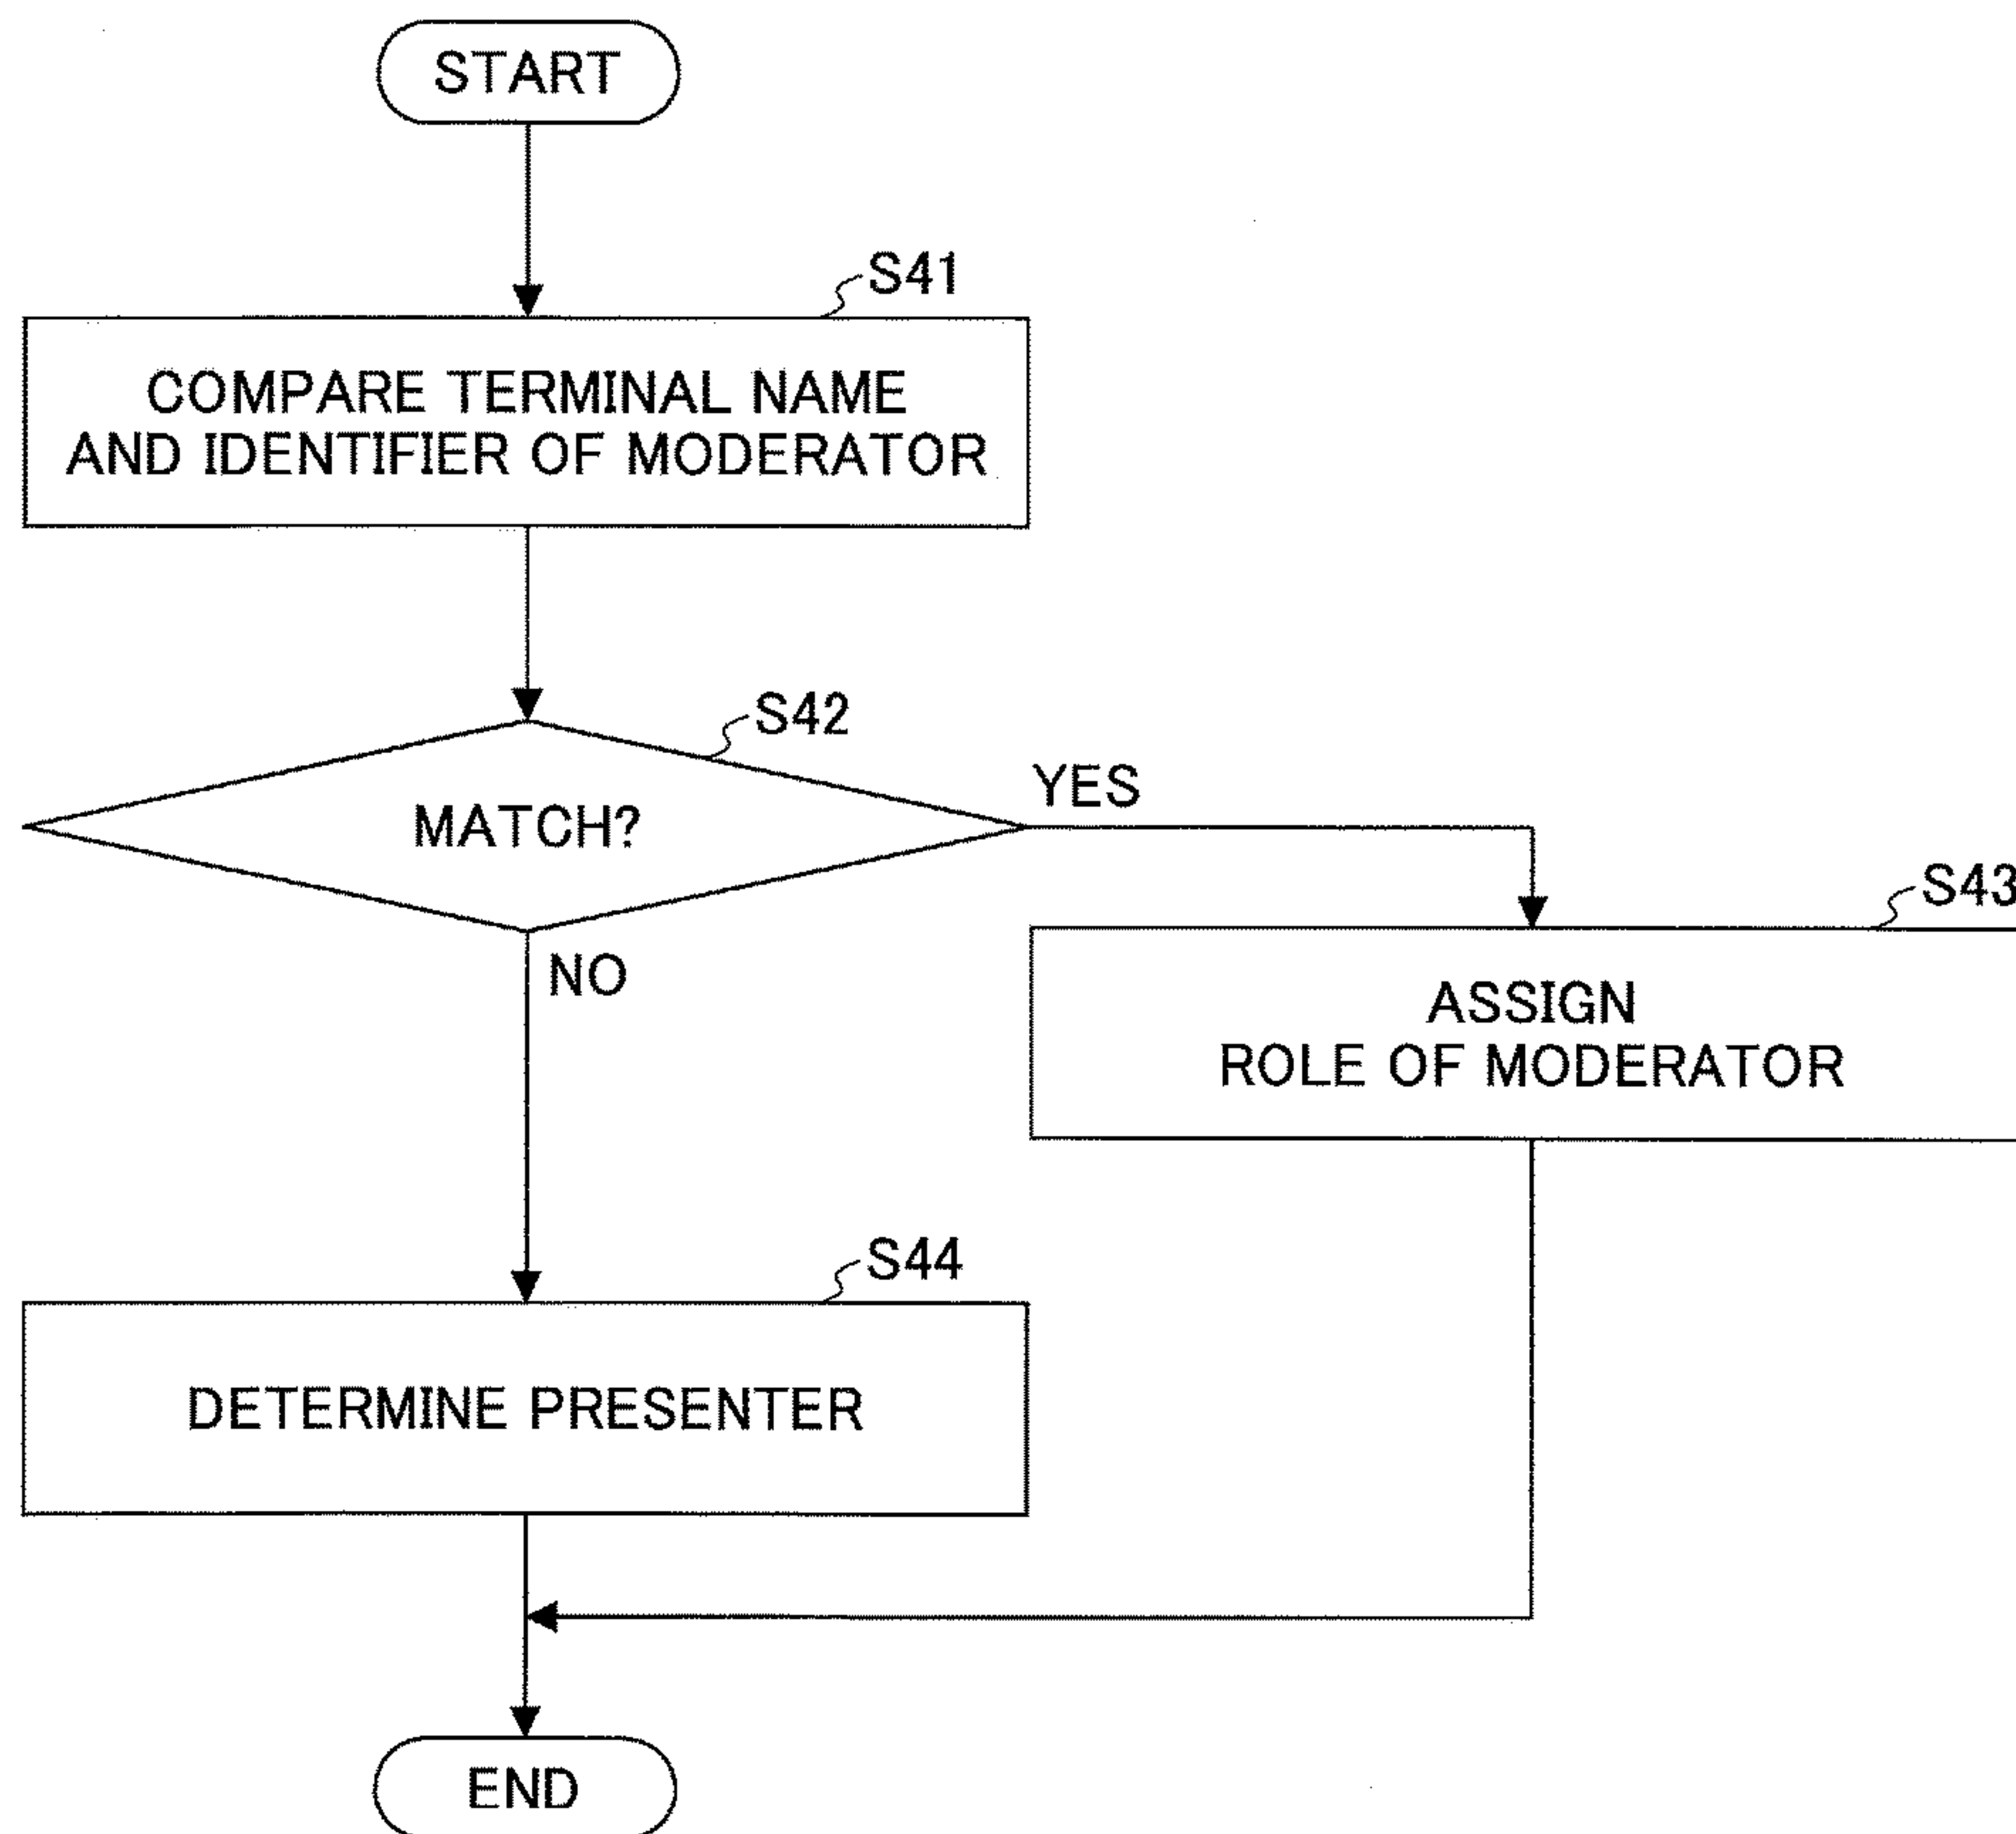 START
S41
COMPARE TERMINAL NAME
AND IDENTIFIER OF MODERATOR
S42
MATCH?
YES
NO
S43
ASSIGN
ROLE OF MODERATOR
S44
DETERMINE PRESENTER
END